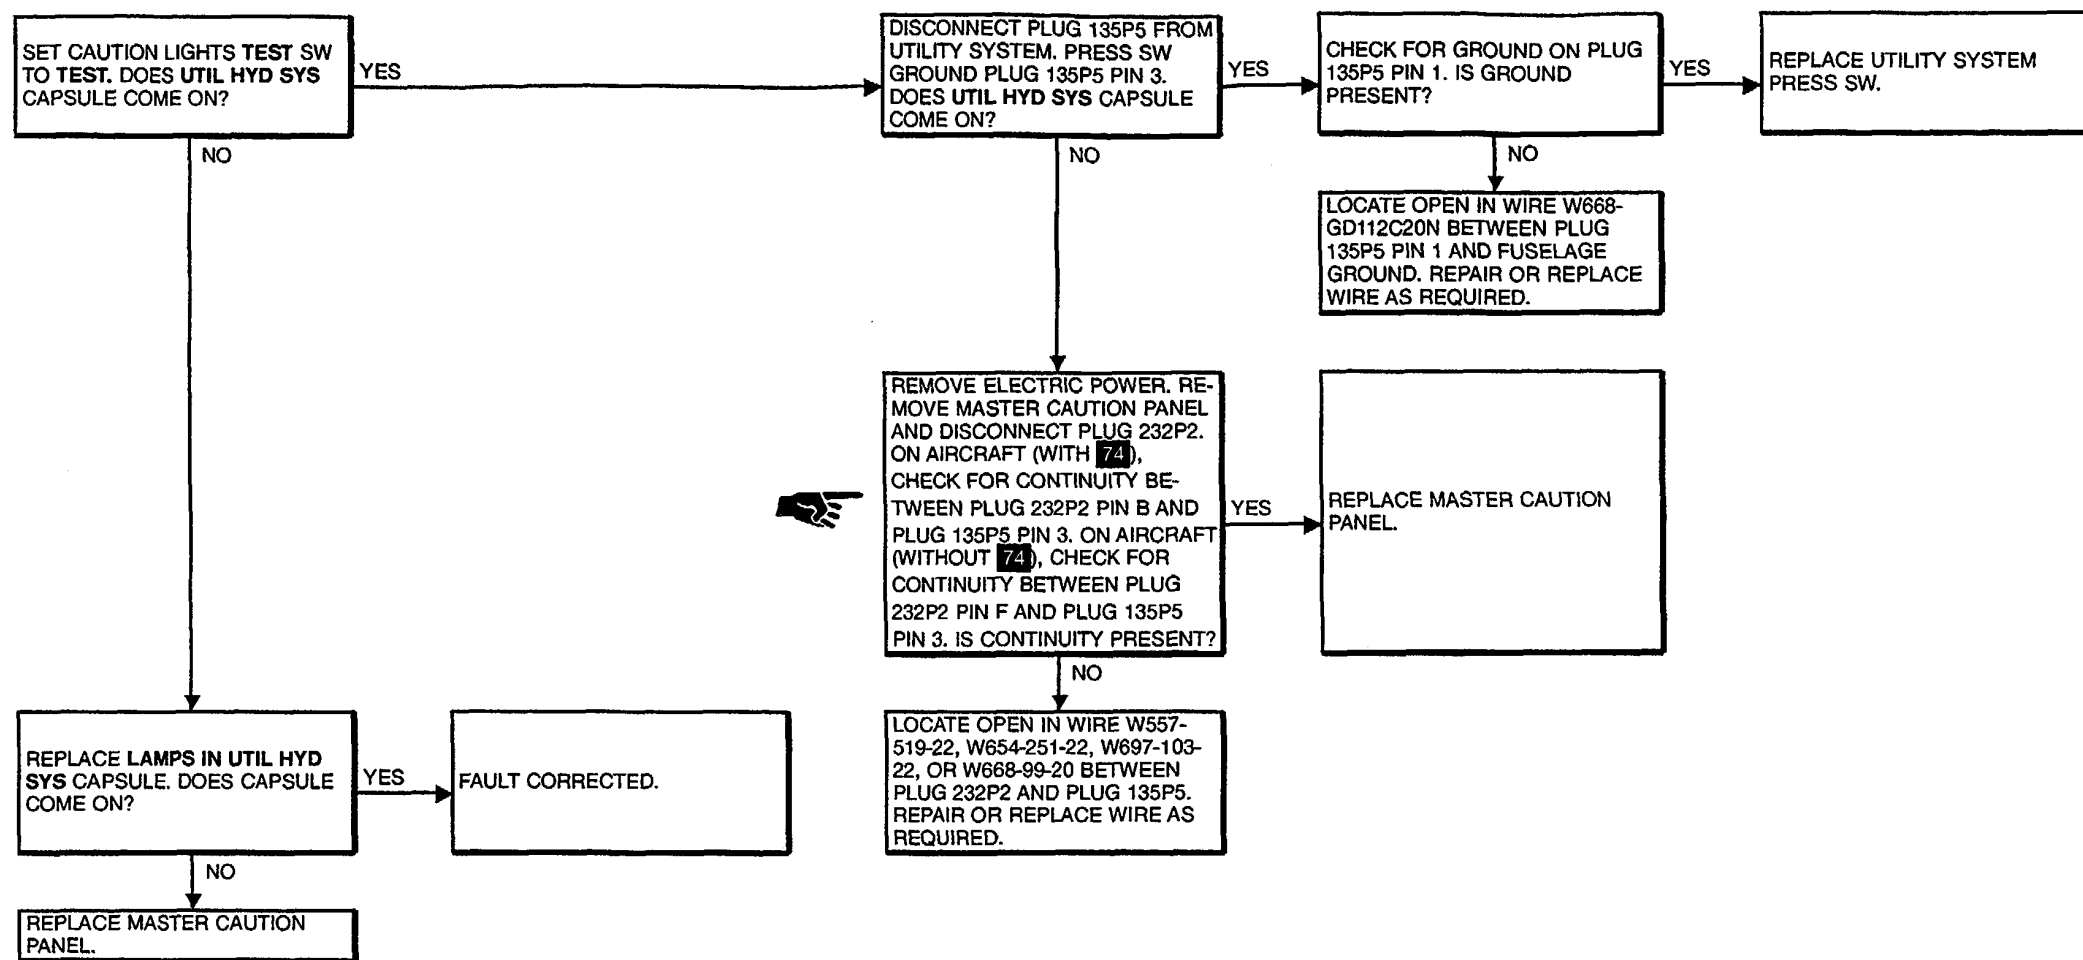 SET CAUTION LIGHTS TEST SW
TO TEST. DOES UTIL HYD SYS
CAPSULE COME ON?
YES
NO
DISCONNECT PLUG 135P5 FROM
UTILITY SYSTEM. PRESS SW
GROUND PLUG 135P5 PIN 3.
DOES UTIL HYD SYS CAPSULE
COME ON?
YES
NO
CHECK FOR GROUND ON PLUG
135P5 PIN 1. IS GROUND
PRESENT?
YES
NO
REPLACE UTILITY SYSTEM
PRESS SW.
LOCATE OPEN IN WIRE W668-
GD112C20N BETWEEN PLUG
135P5 PIN 1 AND FUSELAGE
GROUND. REPAIR OR REPLACE
WIRE AS REQUIRED.
REMOVE ELECTRIC POWER. RE-
MOVE MASTER CAUTION PANEL
AND DISCONNECT PLUG 232P2.
ON AIRCRAFT (WITH 74),
CHECK FOR CONTINUITY BE-
TWEEN PLUG 232P2 PIN B AND
PLUG 135P5 PIN 3. ON AIRCRAFT
(WITHOUT 74), CHECK FOR
CONTINUITY BETWEEN PLUG
232P2 PIN F AND PLUG 135P5
PIN 3. IS CONTINUITY PRESENT?
YES
NO
REPLACE MASTER CAUTION
PANEL.
REPLACE LAMPS IN UTIL HYD
SYS CAPSULE. DOES CAPSULE
COME ON?
YES
NO
FAULT CORRECTED.
LOCATE OPEN IN WIRE W557-
519-22, W654-251-22, W697-103-
22, OR W668-99-20 BETWEEN
PLUG 232P2 AND PLUG 135P5.
REPAIR OR REPLACE WIRE AS
REQUIRED.
REPLACE MASTER CAUTION
PANEL.